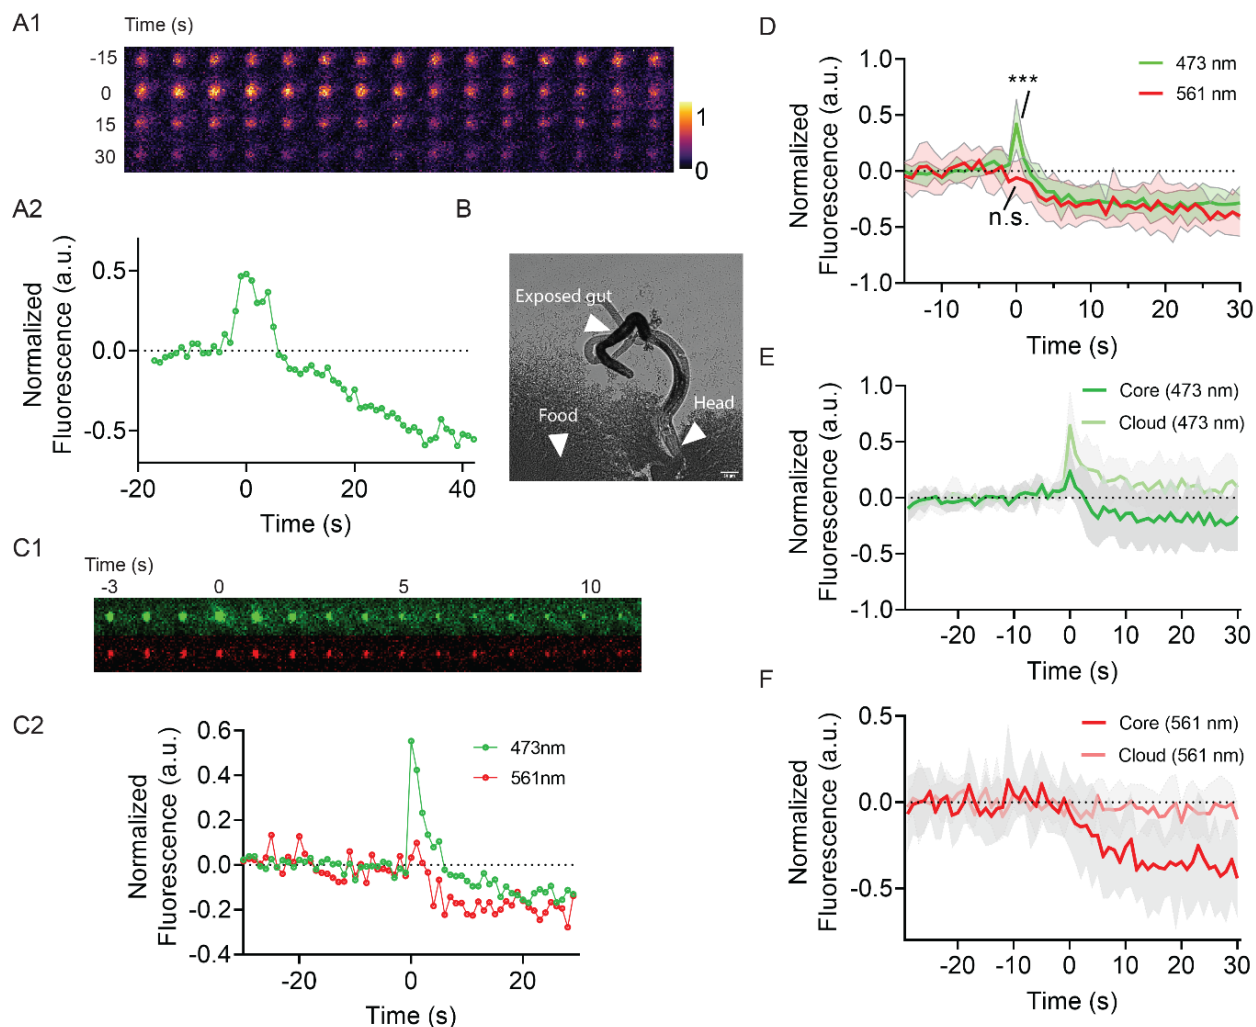 A1
Time (s)
-15
0
15
30
1
0
A2
Normalized
Fluorescence (a.u.)
0.5
0.0
-0.5
-20
0
20
40
Time (s)
B
Exposed gut
Food
Head
C1
Time (s)
-3
0
5
10
C2
Normalized
Fluorescence (a.u.)
0.6
0.4
0.2
0.0
-0.2
-0.4
473nm
561nm
-20
0
20
Time (s)
D
Normalized
Fluorescence (a.u.)
1.0
0.5
0
-0.5
-1.0
473 nm
561 nm
***
n.s.
-10
0
10
20
30
Time (s)
E
Normalized
Fluorescence (a.u.)
1.0
0.5
0.0
-0.5
-1.0
Core (473 nm)
Cloud (473 nm)
-20
-10
0
10
20
30
Time (s)
F
Normalized
Fluorescence (a.u.)
0.5
0.0
-0.5
Core (561 nm)
Cloud (561 nm)
-20
-10
0
10
20
30
Time (s)